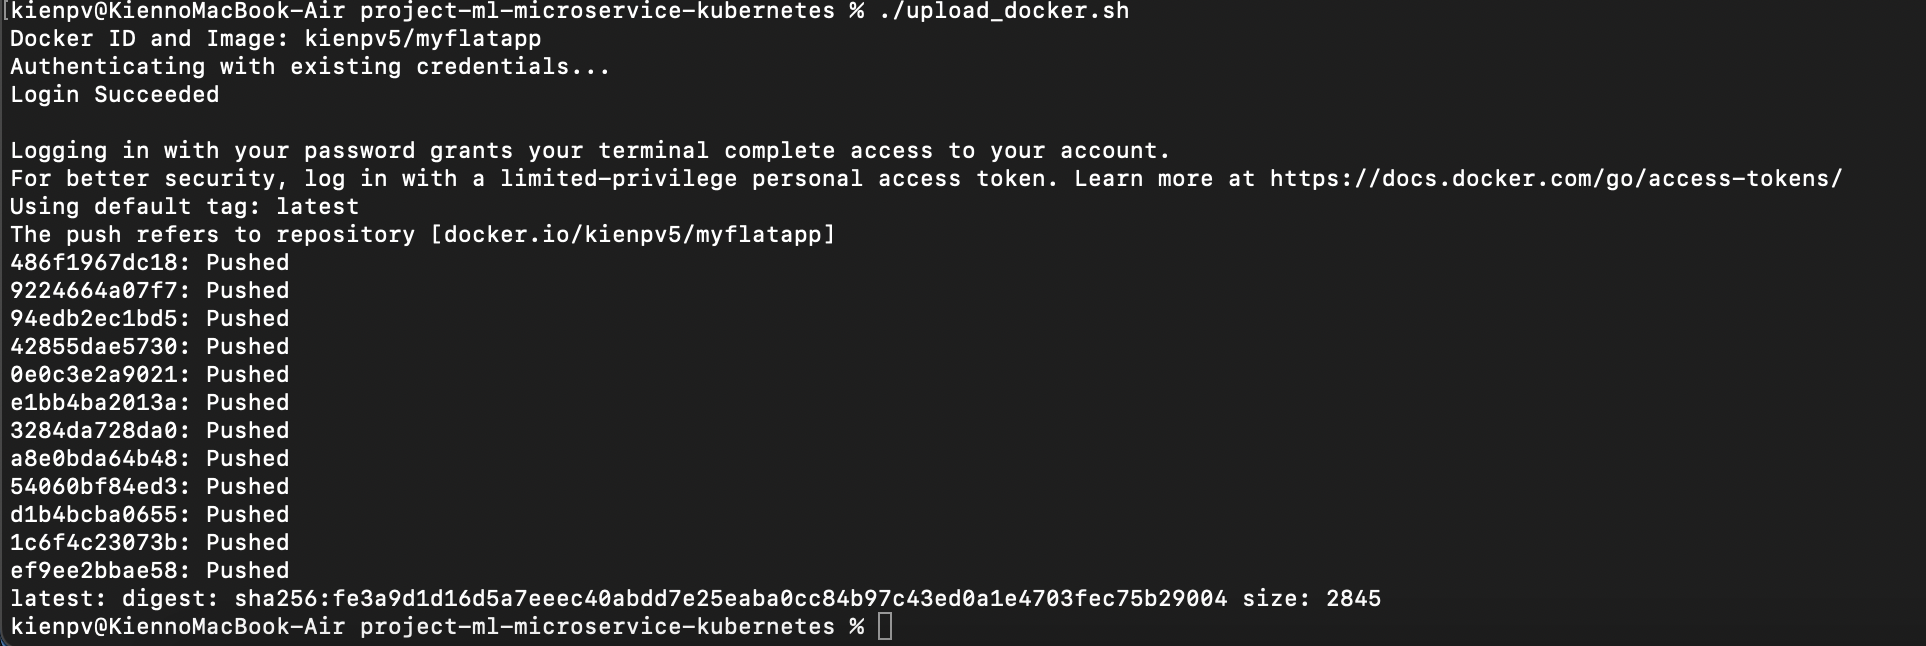 [kienpv@KiennoMacBook-Air project-ml-microservice-kubernetes % ./upload_docker.sh
Docker ID and Image: kienpv5/myflatapp
Authenticating with existing credentials...
Login Succeeded
Logging in with your password grants your terminal complete access to your account.
For better security, log in with a limited-privilege personal access token. Learn more at https://docs.docker.com/go/access-tokens/
Using default tag: latest
The push refers to repository [docker.io/kienpv5/myflatapp]
486f1967dc18: Pushed
9224664a07f7: Pushed
94edb2ec1bd5: Pushed
42855dae5730: Pushed
0e0c3e2a9021: Pushed
e1bb4ba2013a: Pushed
3284da728da0: Pushed
a8e0bda64b48: Pushed
54060bf84ed3: Pushed
d1b4bcba0655: Pushed
1c6f4c23073b: Pushed
ef9ee2bbae58: Pushed
latest: digest: sha256:fe3a9d1d16d5a7eeec40abdd7e25eaba0cc84b97c43ed0a1e4703fec75b29004 size: 2845
kienpv@KiennoMacBook-Air project-ml-microservice-kubernetes %